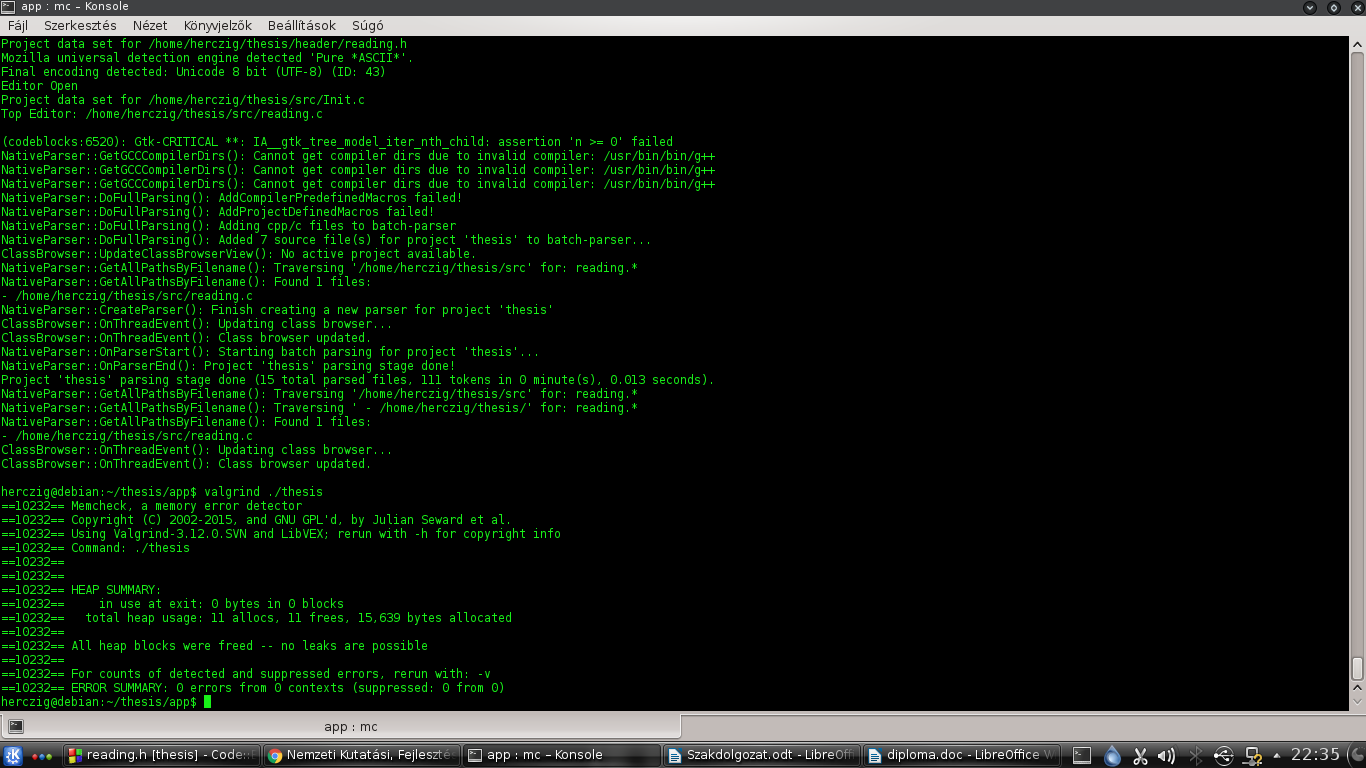 app : mc – Konsole
Fájl Szerkesztés Nézet Könyvjelzők Beállítások Súgó
Project data set for /home/herczig/thesis/header/reading.h
Mozilla universal detection engine detected 'Pure *ASCII*'.
Final encoding detected: Unicode 8 bit (UTF-8) (ID: 43)
Editor Open
Project data set for /home/herczig/thesis/src/Init.c
Top Editor: /home/herczig/thesis/src/reading.c
(codeblocks:6520): Gtk-CRITICAL **: IA__gtk_tree_model_iter_nth_child: assertion 'n >= 0' failed
NativeParser::GetGCCCompilerDirs(): Cannot get compiler dirs due to invalid compiler: /usr/bin/bin/g++
NativeParser::GetGCCCompilerDirs(): Cannot get compiler dirs due to invalid compiler: /usr/bin/bin/g++
NativeParser::GetGCCCompilerDirs(): Cannot get compiler dirs due to invalid compiler: /usr/bin/bin/g++
NativeParser::DoFullParsing(): AddCompilerPredefinedMacros failed!
NativeParser::DoFullParsing(): AddProjectDefinedMacros failed!
NativeParser::DoFullParsing(): Adding cpp/c files to batch-parser
NativeParser::DoFullParsing(): Added 7 source file(s) for project 'thesis' to batch-parser...
ClassBrowser::UpdateClassBrowserView(): No active project available.
NativeParser::GetAllPathsByFilename(): Traversing '/home/herczig/thesis/src' for: reading.*
NativeParser::GetAllPathsByFilename(): Found 1 files:
- /home/herczig/thesis/src/reading.c
NativeParser::CreateParser(): Finish creating a new parser for project 'thesis'
ClassBrowser::OnThreadEvent(): Updating class browser...
ClassBrowser::OnThreadEvent(): Class browser updated.
NativeParser::OnParserStart(): Starting batch parsing for project 'thesis'...
NativeParser::OnParserEnd(): Project 'thesis' parsing stage done!
Project 'thesis' parsing stage done (15 total parsed files, 111 tokens in 0 minute(s), 0.013 seconds).
NativeParser::GetAllPathsByFilename(): Traversing '/home/herczig/thesis/src' for: reading.*
NativeParser::GetAllPathsByFilename(): Traversing ' - /home/herczig/thesis/' for: reading.*
NativeParser::GetAllPathsByFilename(): Found 1 files:
- /home/herczig/thesis/src/reading.c
ClassBrowser::OnThreadEvent(): Updating class browser...
ClassBrowser::OnThreadEvent(): Class browser updated.
herczig@debian:~/thesis/app$ valgrind ./thesis
==10232== Memcheck, a memory error detector
==10232== Copyright (C) 2002-2015, and GNU GPL'd, by Julian Seward et al.
==10232== Using Valgrind-3.12.0.SVN and LibVEX; rerun with -h for copyright info
==10232== Command: ./thesis
==10232==
==10232==
==10232== HEAP SUMMARY:
==10232==     in use at exit: 0 bytes in 0 blocks
==10232==   total heap usage: 11 allocs, 11 frees, 15,639 bytes allocated
==10232==
==10232== All heap blocks were freed -- no leaks are possible
==10232==
==10232== For counts of detected and suppressed errors, rerun with: -v
==10232== ERROR SUMMARY: 0 errors from 0 contexts (suppressed: 0 from 0)
herczig@debian:~/thesis/app$
app : mc
reading.h [thesis] - Code:: Nemzeti Kutatási, Fejleszté app : mc – Konsole Szakdolgozat.odt - LibreOffi diploma.doc - LibreOffice W 22:35